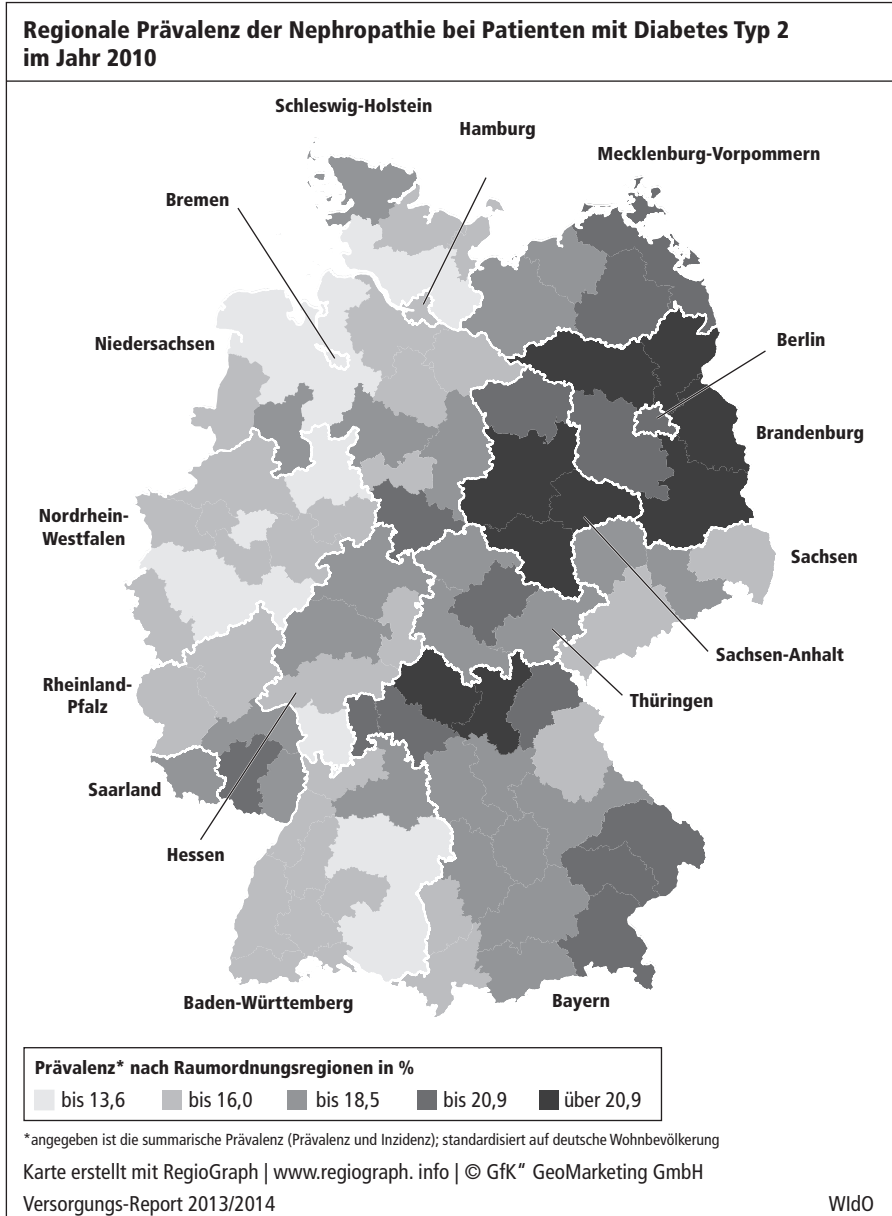 Regionale Prävalenz der Nephropathie bei Patienten mit Diabetes Typ 2
im Jahr 2010
Schleswig-Holstein
Hamburg
Mecklenburg-Vorpommern
Bremen
Niedersachsen
Berlin
Brandenburg
Nordrhein-
Westfalen
Sachsen
Sachsen-Anhalt
Rheinland-
Pfalz
Thüringen
Saarland
Hessen
Baden-Württemberg
Bayern
Prävalenz* nach Raumordnungsregionen in %
bis 13,6 bis 16,0 bis 18,5 bis 20,9 über 20,9
*angegeben ist die summarische Prävalenz (Prävalenz und Inzidenz); standardisiert auf deutsche Wohnbevölkerung
Karte erstellt mit RegioGraph | www.regiograph. info | © GfK“ GeoMarketing GmbH
Versorgungs-Report 2013/2014 WIdO